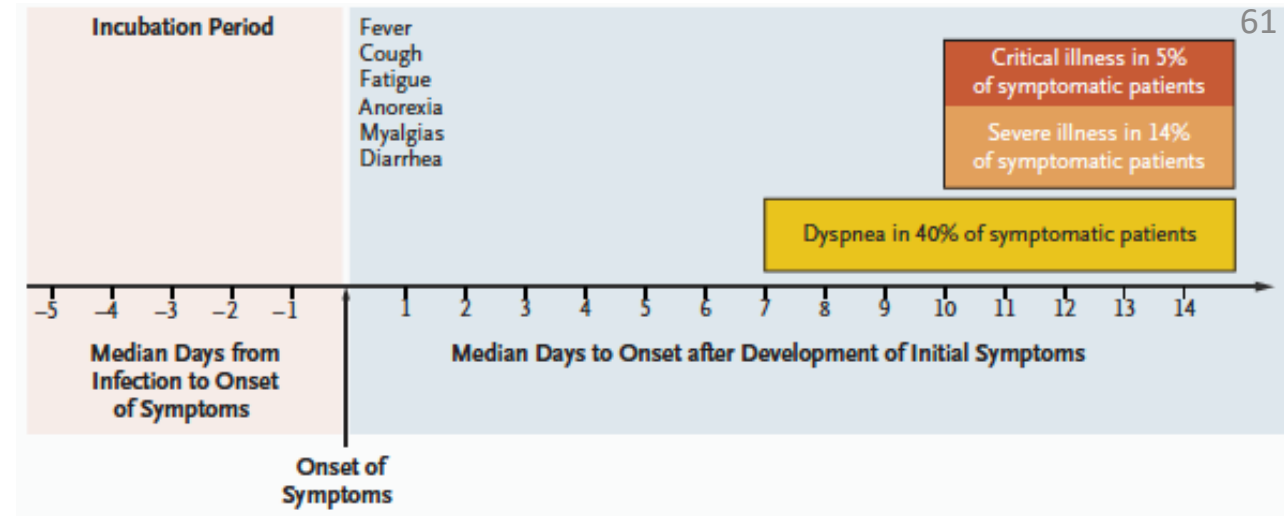 61
Incubation Period
Fever
Cough
Fatigue
Anorexia
Myalgias
Diarrhea
Critical illness in 5%
of symptomatic patients
Severe illness in 14%
of symptomatic patients
Dyspnea in 40% of symptomatic patients
–5 –4 –3 –2 –1 1 2 3 4 5 6 7 8 9 10 11 12 13 14
Median Days from
Infection to Onset
of Symptoms
Median Days to Onset after Development of Initial Symptoms
Onset of
Symptoms